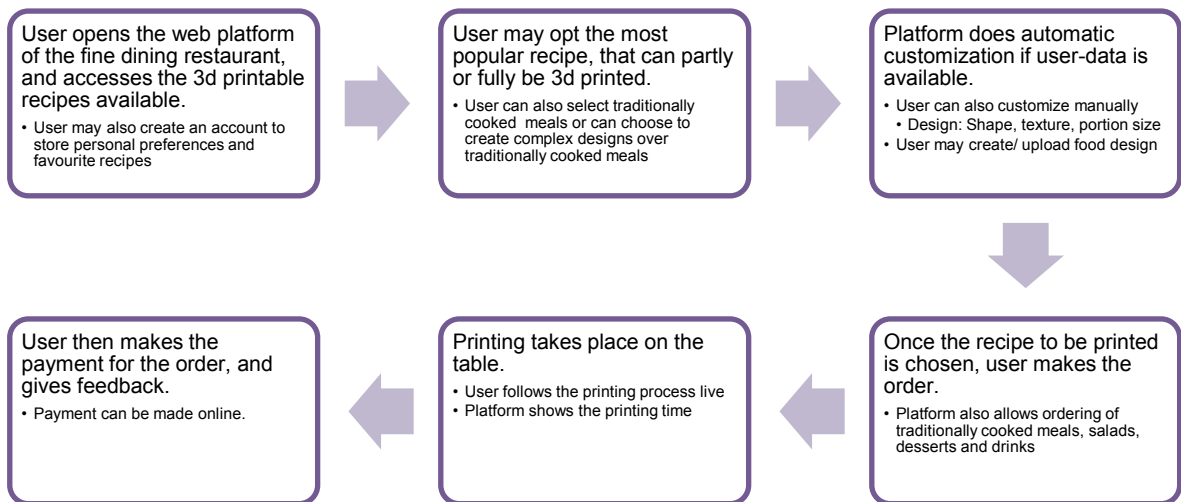 User opens the web platform
of the fine dining restaurant,
and accesses the 3d printable
recipes available.
• User may also create an account to
store personal preferences and
favourite recipes
User may opt the most
popular recipe, that can partly
or fully be 3d printed.
• User can also select traditionally
cooked meals or can choose to
create complex designs over
traditionally cooked meals
Platform does automatic
customization if user-data is
available.
• User can also customize manually
• Design: Shape, texture, portion size
• User may create/ upload food design
Once the recipe to be printed
is chosen, user makes the
order.
• Platform also allows ordering of
traditionally cooked meals, salads,
desserts and drinks
Printing takes place on the
table.
• User follows the printing process live
• Platform shows the printing time
User then makes the
payment for the order, and
gives feedback.
• Payment can be made online.